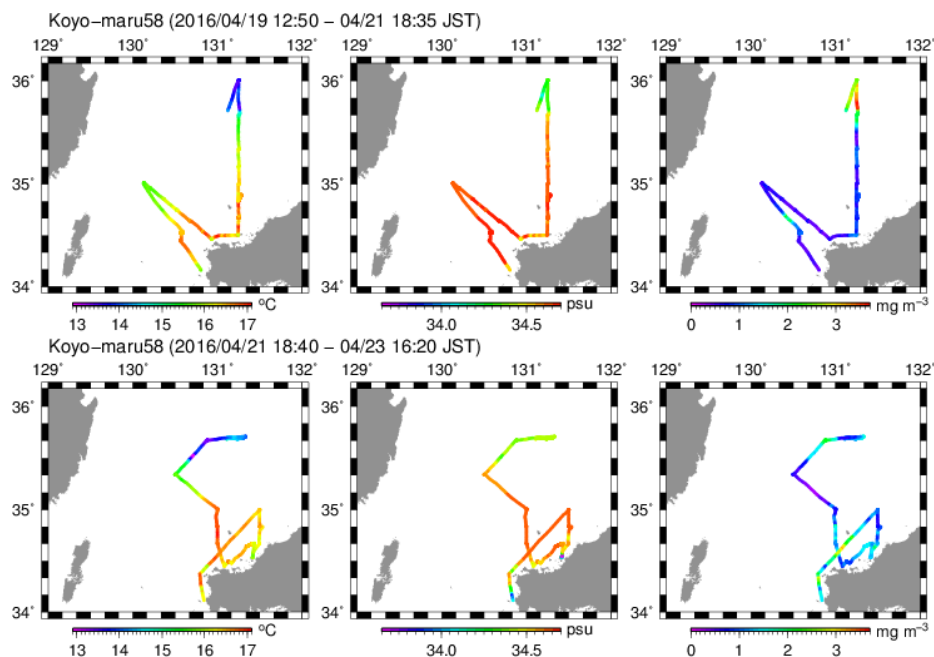 Koyo−maru58 (2016/04/19 12:50 − 04/21 18:35 JST)
129˚ 130˚ 131˚ 132˚ 129˚ 130˚ 131˚ 132˚ 129˚ 130˚ 131˚ 132˚
36˚ 36˚ 36˚
35˚ 35˚ 35˚
34˚ 34˚ 34˚
13 14 15 16 17 ºC 34.0 34.5 psu 0 1 2 3 mg m−3
Koyo−maru58 (2016/04/21 18:40 − 04/23 16:20 JST)
129˚ 130˚ 131˚ 132˚ 129˚ 130˚ 131˚ 132˚ 129˚ 130˚ 131˚ 132˚
36˚ 36˚ 36˚
35˚ 35˚ 35˚
34˚ 34˚ 34˚
13 14 15 16 17 ºC 34.0 34.5 psu 0 1 2 3 mg m−3